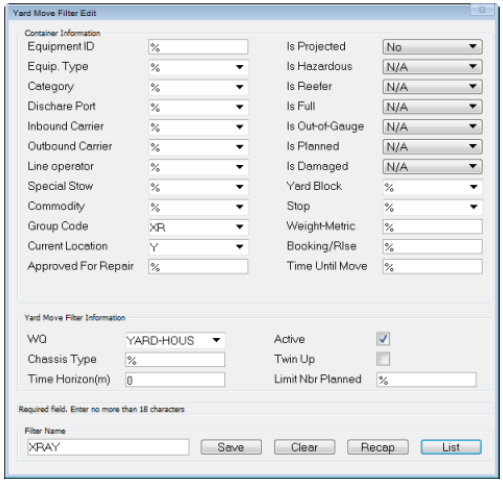 Yard Move Filter Edit
Container Information
Equipment ID % Is Projected No
Equip. Type % Is Hazardous N/A
Category % Is Reefer N/A
Dischare Port % Is Full N/A
Inbound Carrier % Is Out-of-Gauge N/A
Outbound Carrier % Is Planned N/A
Line operator % Is Damaged N/A
Special Stow % Yard Block %
Commodity % Stop %
Group Code XR Weight-Metric %
Current Location Y Booking/Rlse %
Approved For Repair % Time Until Move %
Yard Move Filter Information
WQ YARD-HOUS Active
Chassis Type % Twin Up
Time Horizon(m) 0 Limit Nbr Planned %
Required field. Enter no more than 18 characters
Filter Name
XRAY Save Clear Recap List